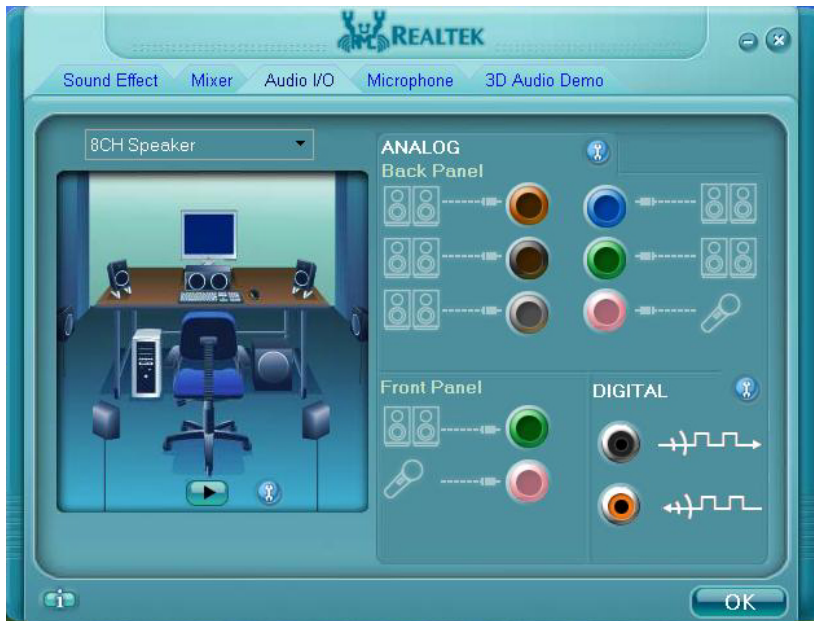 REALTEK
Sound Effect Mixer Audio I/O Microphone 3D Audio Demo
8CH Speaker
ANALOG
Back Panel
Front Panel
DIGITAL
OK